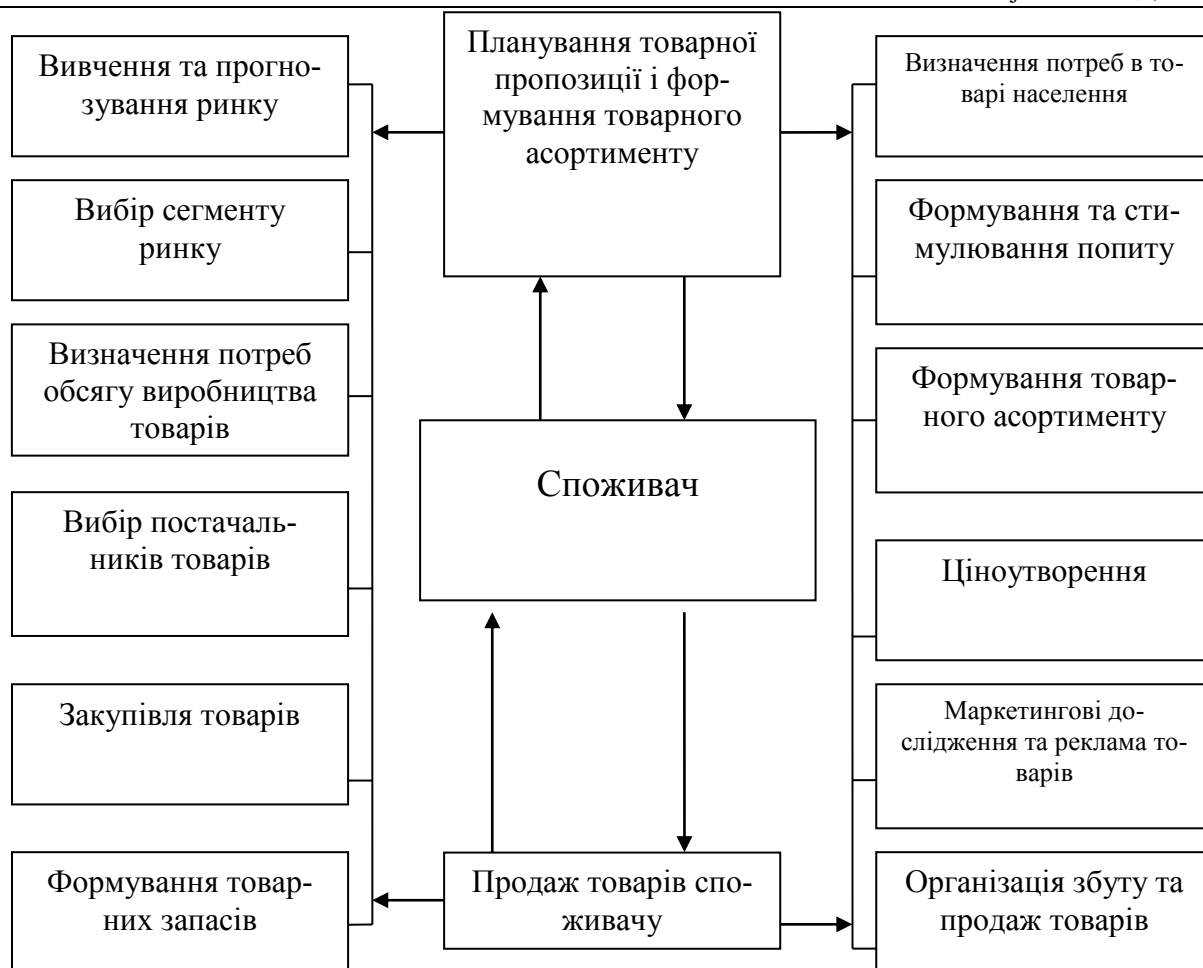 Вивчення та прогно-
зування ринку
Вибір сегменту
ринку
Визначення потреб
обсягу виробництва
товарів
Вибір постачаль-
ників товарів
Закупівля товарів
Формування товар-
них запасів
Планування товарної
пропозиції і фор-
мування товарного
асортименту
Споживач
Продаж товарів спо-
живачу
Визначення потреб в то-
варі населення
Формування та сти-
мулювання попиту
Формування товар-
ного асортименту
Ціноутворення
Маркетингові до-
слідження та реклама то-
варів
Організація збуту та
продаж товарів